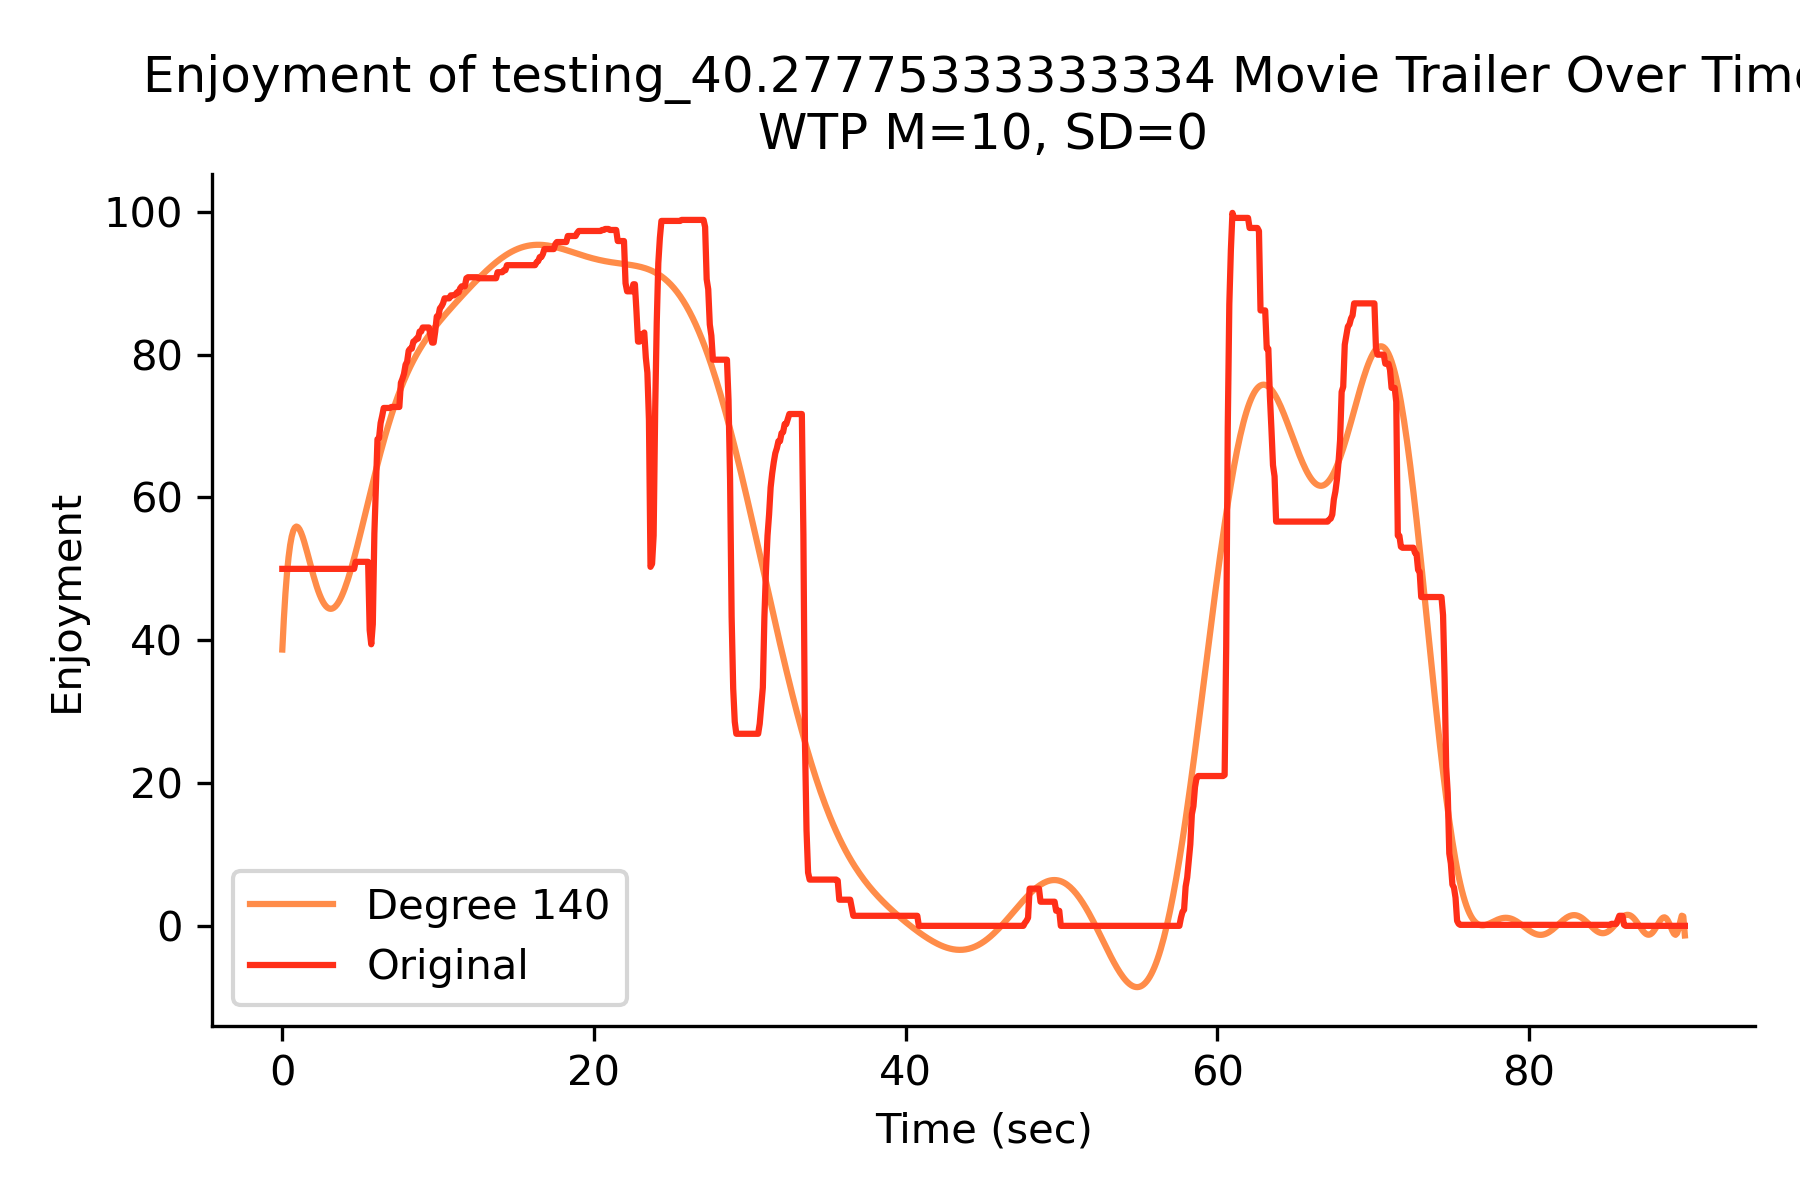 Enjoyment of testing_40.27775333333334 Movie Trailer Over Time
WTP M=10, SD=0
100
80
60
40
20
0
Enjoyment
Degree 140
Original
0 20 40 60 80
Time (sec)